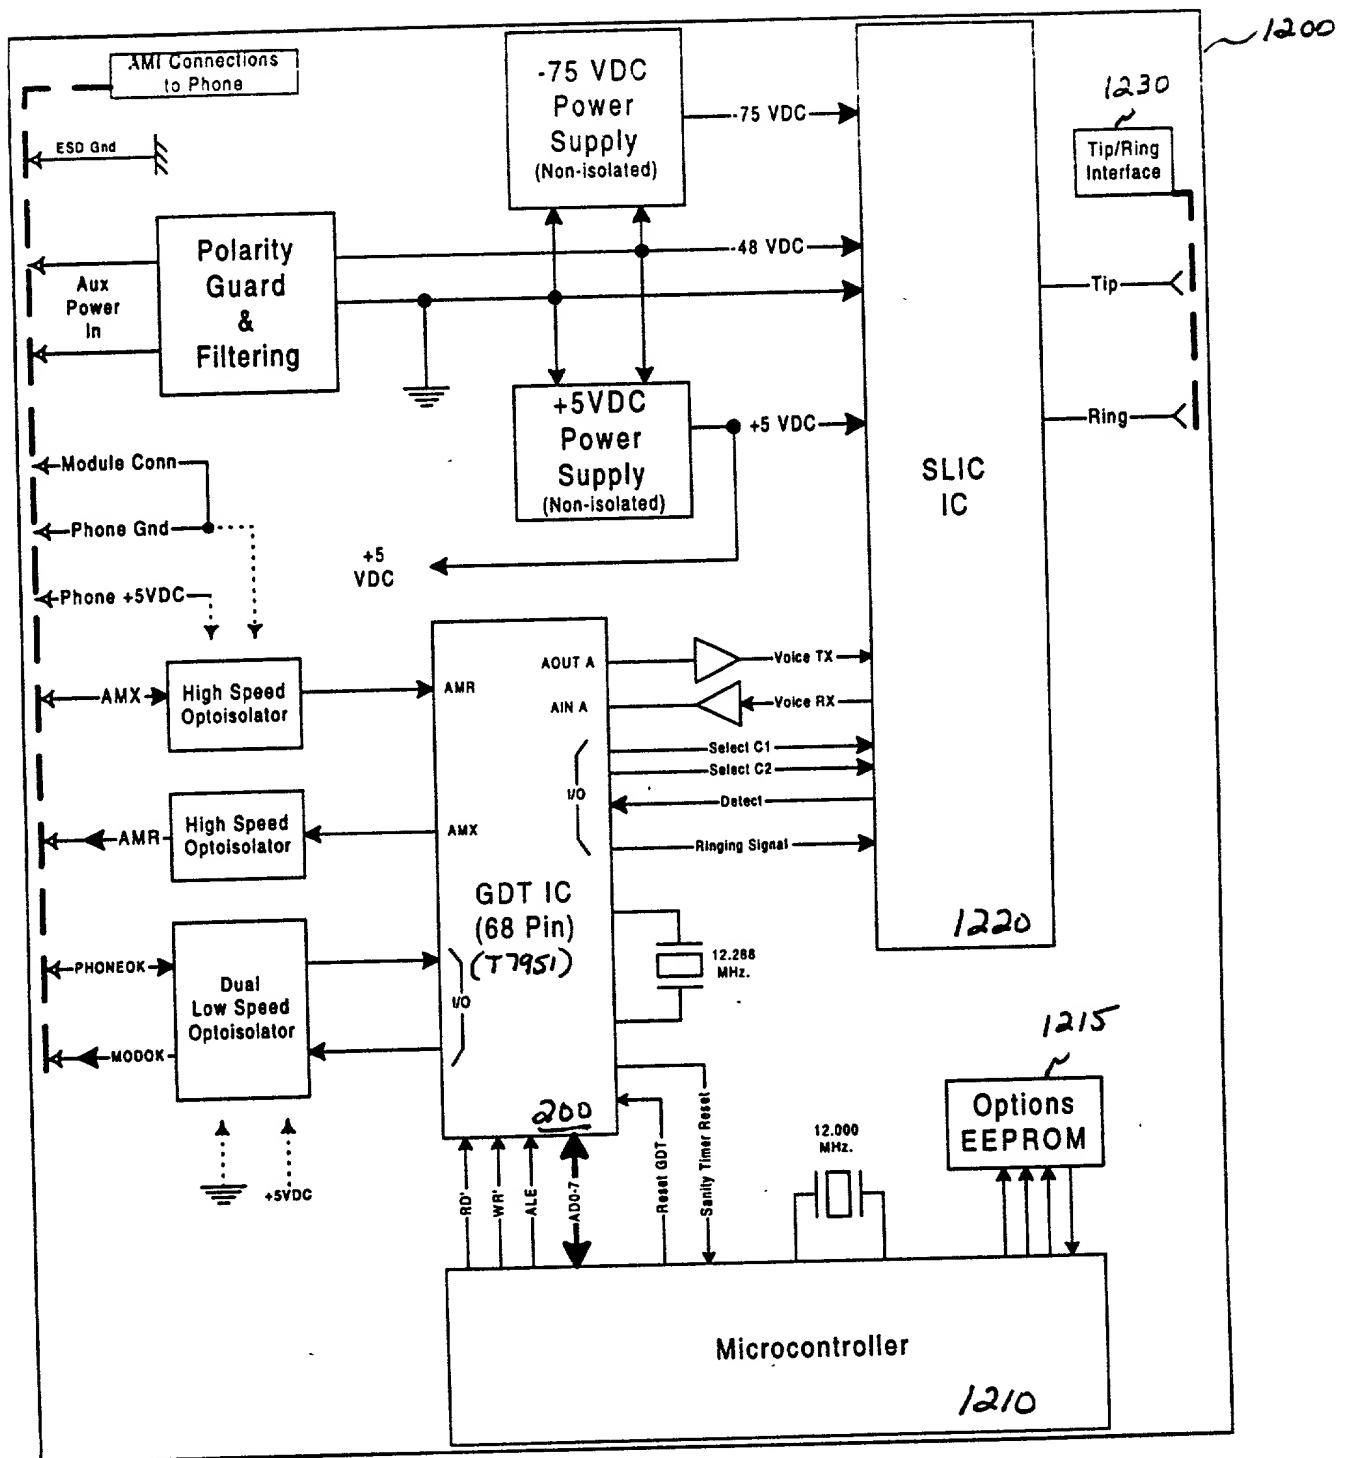 1200
AMI Connections
to Phone
-75 VDC
Power
Supply
(Non-isolated)
-75 VDC
1230
Tip/Ring
Interface
ESD Gnd
Polarity
Guard
&
Filtering
-48 VDC
Aux
Power
In
Tip
+5VDC
Power
Supply
(Non-isolated)
+5 VDC
Ring
SLIC
IC
Module Conn
Phone Gnd
+5
VDC
Phone +5VDC
AOUT A
Voice TX
AMX
High Speed
Optoisolator
AMR
AIN A
Voice RX
Select C1
Select C2
I/O
Detect
AMR
High Speed
Optoisolator
AMX
Ringing Signal
GDT IC
(68 Pin)
(T7951)
1220
12.288
MHz.
PHONEOK
Dual
Low Speed
Optoisolator
I/O
MODOK
1215
Options
EEPROM
200
12.000
MHz.
+5VDC
RD'
WR'
ALE
AD0-7
Reset GDT
Sanity Timer Reset
Microcontroller
1210